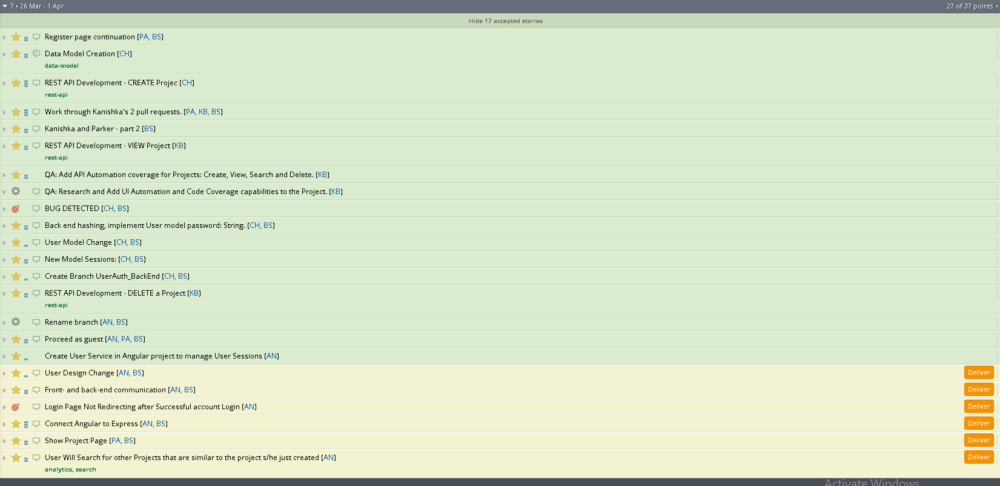 7 • 26 Mar - 1 Apr 27 of 37 points •
Hide 17 accepted stories
Register page continuation (PA, BS)
Data Model Creation (CH)
data-model
REST API Development - CREATE Projec (CH)
rest-api
Work through Kanishka's 2 pull requests. (PA, KB, BS)
Kanishka and Parker - part 2 (BS)
REST API Development - VIEW Project (KB)
rest-api
QA: Add API Automation coverage for Projects: Create, View, Search and Delete. (KB)
QA: Research and Add UI Automation and Code Coverage capabilities to the Project. (KB)
BUG DETECTED (CH, BS)
Back end hashing, implement User model password: String. (CH, BS)
User Model Change (CH, BS)
New Model Sessions: (CH, BS)
Create Branch UserAuth_BackEnd (CH, BS)
REST API Development - DELETE a Project (KB)
rest-api
Rename branch (AN, BS)
Proceed as guest (AN, PA, BS)
Create User Service in Angular project to manage User Sessions (AN)
User Design Change (AN, BS) Deliver
Front- and back-end communication (AN, BS) Deliver
Login Page Not Redirecting after Successful account Login (AN) Deliver
Connect Angular to Express (AN, BS) Deliver
Show Project Page (PA, BS) Deliver
User Will Search for other Projects that are similar to the project s/he just created (AN) Deliver
analytics, search
Activate Windows